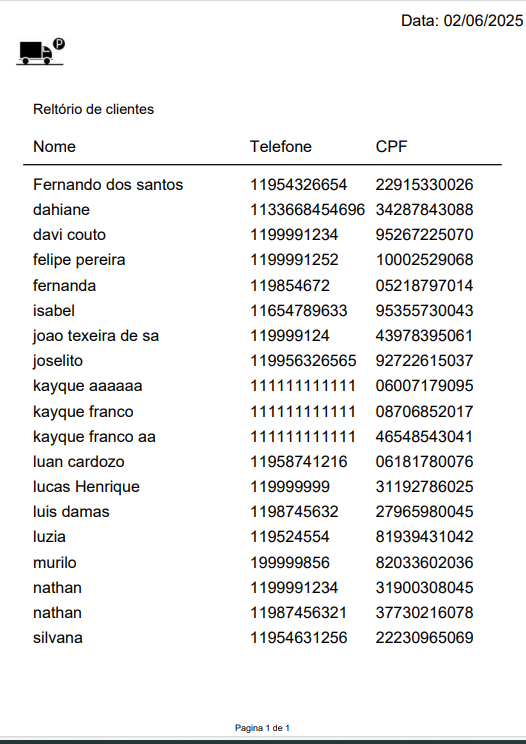 Data: 02/06/2025
P
Reltório de clientes
Nome Telefone CPF
Fernando dos santos 11954326654 22915330026
dahiane 1133668454696 34287843088
davi couto 1199991234 95267225070
felipe pereira 1199991252 10002529068
fernanda 119854672 05218797014
isabel 11654789633 95355730043
joao texeira de sa 119999124 43978395061
joselito 119956326565 92722615037
kayque aaaaaa 111111111111 06007179095
kayque franco 111111111111 08706852017
kayque franco aa 111111111111 46548543041
luan cardozo 11958741216 06181780076
lucas Henrique 119999999 31192786025
luis damas 1198745632 27965980045
luzia 119524554 81939431042
murilo 199999856 82033602036
nathan 1199991234 31900308045
nathan 11987456321 37730216078
silvana 11954631256 22230965069
Pagina 1 de 1